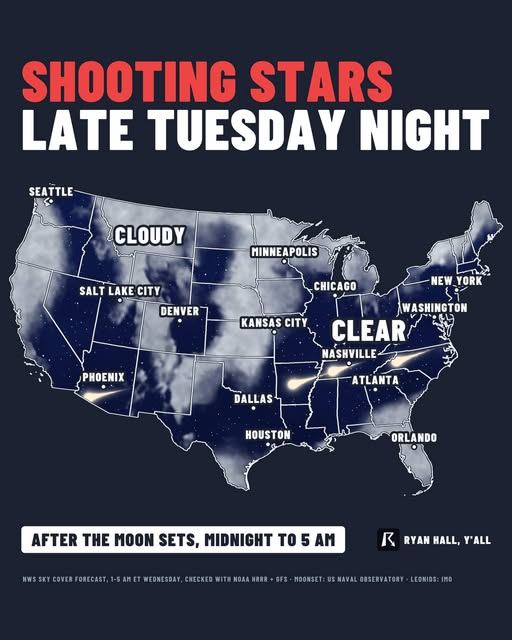 SHOOTING STARS
LATE TUESDAY NIGHT
SEATTLE
CLOUDY
MINNEAPOLIS
SALT LAKE CITY
CHICAGO
NEW YORK
DENVER
WASHINGTON
KANSAS CITY
CLEAR
NASHVILLE
PHOENIX
ATLANTA
DALLAS
HOUSTON
ORLANDO
AFTER THE MOON SETS, MIDNIGHT TO 5 AM
R RYAN HALL, Y'ALL
NWS SKY COVER FORECAST, 1-5 AM ET WEDNESDAY, CHECKED WITH NOAA HRRR + GFS · MOONSET: US NAVAL OBSERVATORY · LEONIDS: IMO